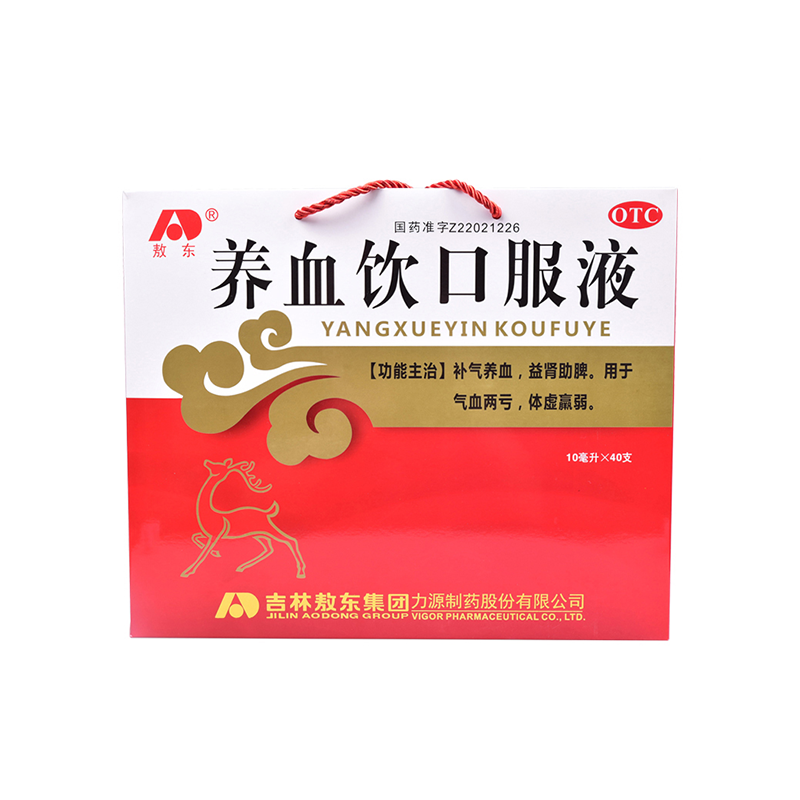 敖东
®
OTC
国药准字Z22021226
养血饮口服液
YANGXUEYIN KOUFUYE
【功能主治】补气养血，益肾助脾。用于
气血两亏，体虚羸弱。
10毫升×40支
吉林敖东集团力源制药股份有限公司
JILIN AODONG GROUP VIGOR PHARMACEUTICAL CO., LTD.